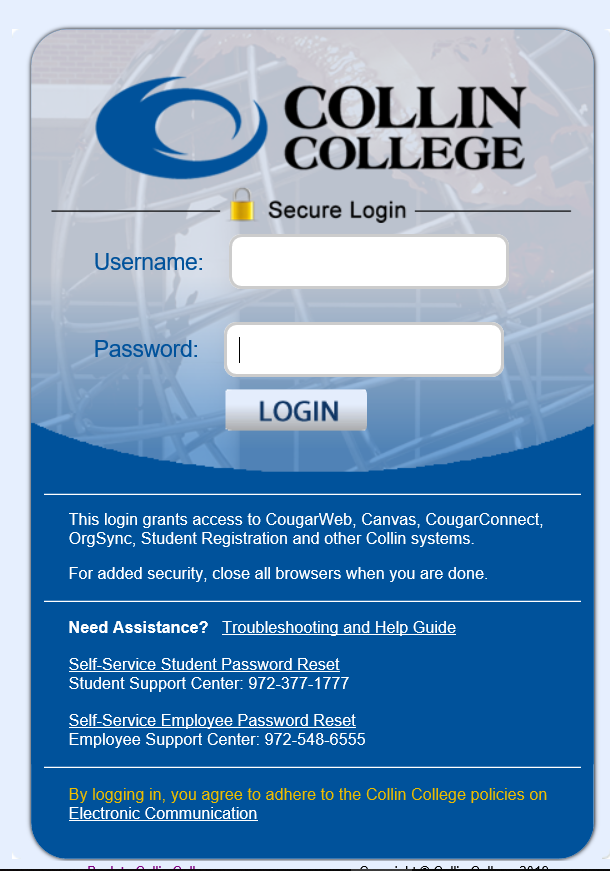 COLLIN
COLLEGE
Secure Login
Username:
Password:
LOGIN
This login grants access to CougarWeb, Canvas, CougarConnect,
OrgSync, Student Registration and other Collin systems.
For added security, close all browsers when you are done.
Need Assistance? Troubleshooting and Help Guide
Self-Service Student Password Reset
Student Support Center: 972-377-1777
Self-Service Employee Password Reset
Employee Support Center: 972-548-6555
By logging in, you agree to adhere to the Collin College policies on
Electronic Communication